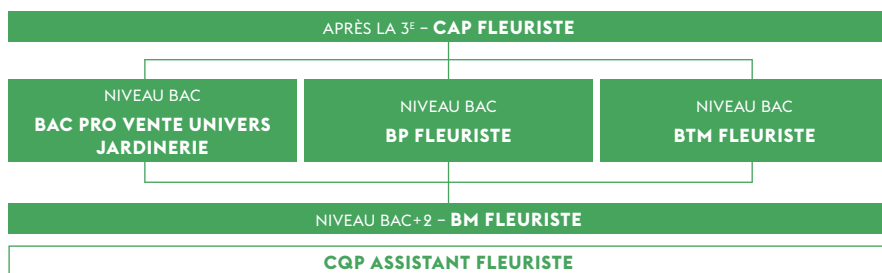 APRÈS LA 3E – CAP FLEURISTE
NIVEAU BAC
BAC PRO VENTE UNIVERS
JARDINERIE
NIVEAU BAC
BP FLEURISTE
NIVEAU BAC
BTM FLEURISTE
NIVEAU BAC+2 – BM FLEURISTE
CQP ASSISTANT FLEURISTE